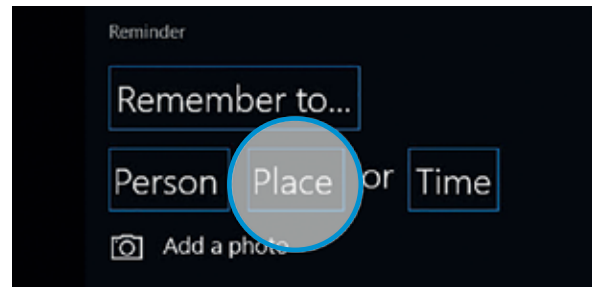 Reminder
Remember to...
Person Place or Time
Add a photo